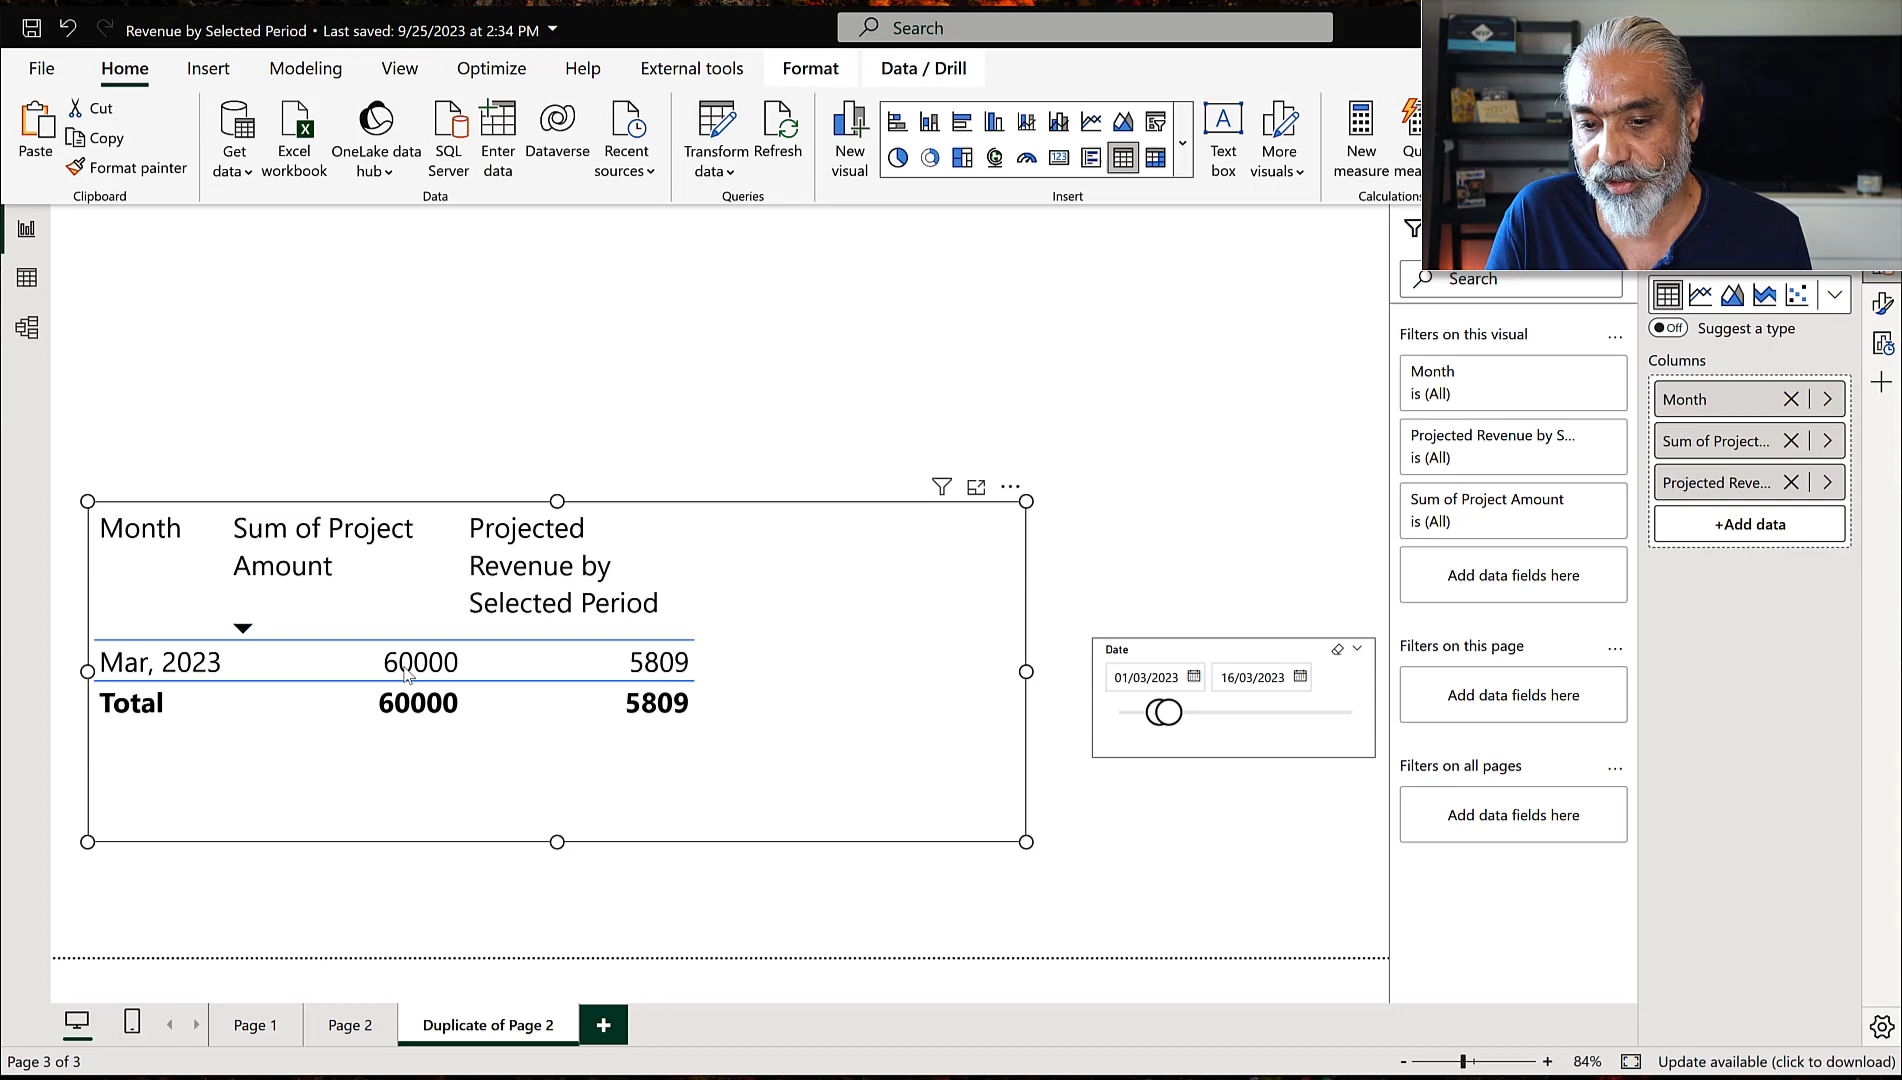 Revenue by Selected Period • Last saved: 9/25/2023 at 2:34 PM
Search
File Home Insert Modeling View Optimize Help External tools Format Data / Drill
Paste
Cut
Copy
Format painter
Clipboard
Get data
Excel workbook
OneLake data hub
SQL Server
Enter data
Dataverse
Recent sources
Data
Transform data
Refresh
Queries
New visual
Text box
More visuals
Insert
New measure
Calculations
Search
Filters on this visual
Month
is (All)
Projected Revenue by S...
is (All)
Sum of Project Amount
is (All)
Add data fields here
Filters on this page
Add data fields here
Filters on all pages
Add data fields here
Off Suggest a type
Columns
Month
Sum of Project...
Projected Reve...
+Add data
Month Sum of Project Projected
Amount Revenue by
Selected Period
Mar, 2023 60000 5809
Total 60000 5809
Date
01/03/2023 16/03/2023
Page 1 Page 2 Duplicate of Page 2 +
Page 3 of 3
- + 84% Update available (click to download)